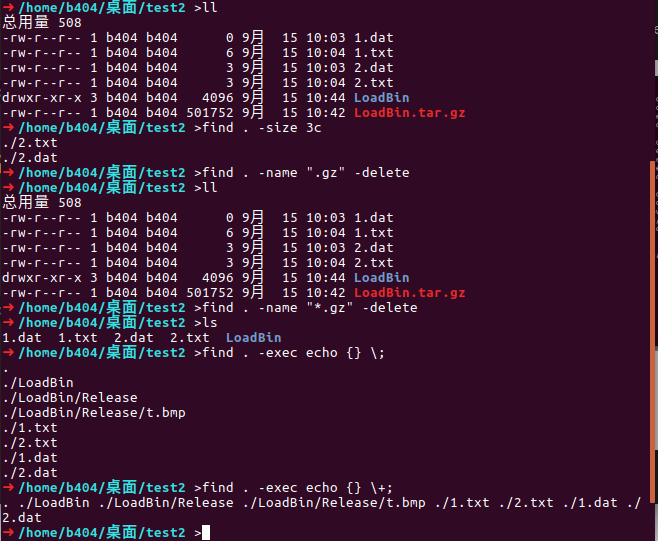 ➜ /home/b404/桌面/test2 >ll
总用量 508
-rw-r--r-- 1 b404 b404      0 9月  15 10:03 1.dat
-rw-r--r-- 1 b404 b404      6 9月  15 10:04 1.txt
-rw-r--r-- 1 b404 b404      3 9月  15 10:03 2.dat
-rw-r--r-- 1 b404 b404      3 9月  15 10:04 2.txt
drwxr-xr-x 3 b404 b404   4096 9月  15 10:44 LoadBin
-rw-r--r-- 1 b404 b404 501752 9月  15 10:42 LoadBin.tar.gz
➜ /home/b404/桌面/test2 >find . -size 3c
./2.txt
./2.dat
➜ /home/b404/桌面/test2 >find . -name ".gz" -delete
➜ /home/b404/桌面/test2 >ll
总用量 508
-rw-r--r-- 1 b404 b404      0 9月  15 10:03 1.dat
-rw-r--r-- 1 b404 b404      6 9月  15 10:04 1.txt
-rw-r--r-- 1 b404 b404      3 9月  15 10:03 2.dat
-rw-r--r-- 1 b404 b404      3 9月  15 10:04 2.txt
drwxr-xr-x 3 b404 b404   4096 9月  15 10:44 LoadBin
-rw-r--r-- 1 b404 b404 501752 9月  15 10:42 LoadBin.tar.gz
➜ /home/b404/桌面/test2 >find . -name "*.gz" -delete
➜ /home/b404/桌面/test2 >ls
1.dat  1.txt  2.dat  2.txt  LoadBin
➜ /home/b404/桌面/test2 >find . -exec echo {} \;
.
./LoadBin
./LoadBin/Release
./LoadBin/Release/t.bmp
./1.txt
./2.txt
./1.dat
./2.dat
➜ /home/b404/桌面/test2 >find . -exec echo {} \+;
. ./LoadBin ./LoadBin/Release ./LoadBin/Release/t.bmp ./1.txt ./2.txt ./1.dat ./
2.dat
➜ /home/b404/桌面/test2 >